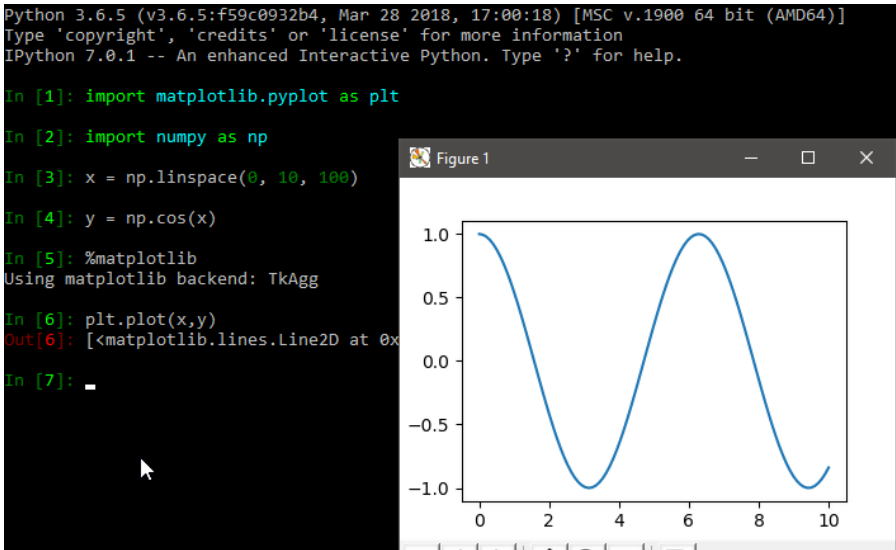 Python 3.6.5 (v3.6.5:f59c0932b4, Mar 28 2018, 17:00:18) [MSC v.1900 64 bit (AMD64)]
Type 'copyright', 'credits' or 'license' for more information
IPython 7.0.1 -- An enhanced Interactive Python. Type '?' for help.
In [1]: import matplotlib.pyplot as plt
In [2]: import numpy as np
In [3]: x = np.linspace(0, 10, 100)
In [4]: y = np.cos(x)
In [5]: %matplotlib
Using matplotlib backend: TkAgg
In [6]: plt.plot(x,y)
Out[6]: [<matplotlib.lines.Line2D at 0x
In [7]:
Figure 1
1.0
0.5
0.0
−0.5
−1.0
0 2 4 6 8 10